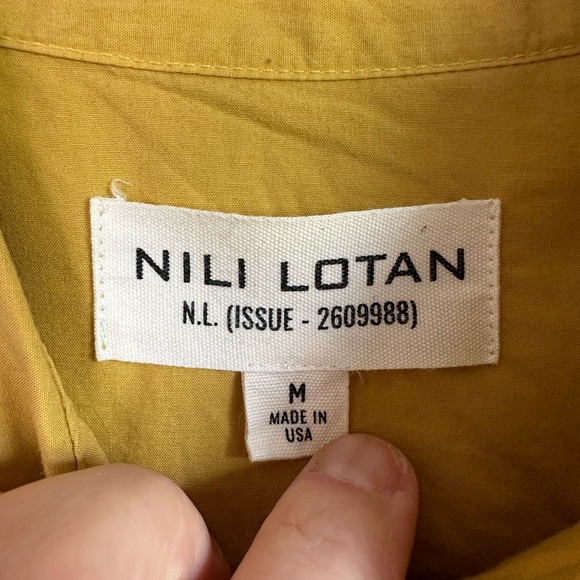 NILI LOTAN
N.L. (ISSUE - 2609988)
M
MADE IN
USA